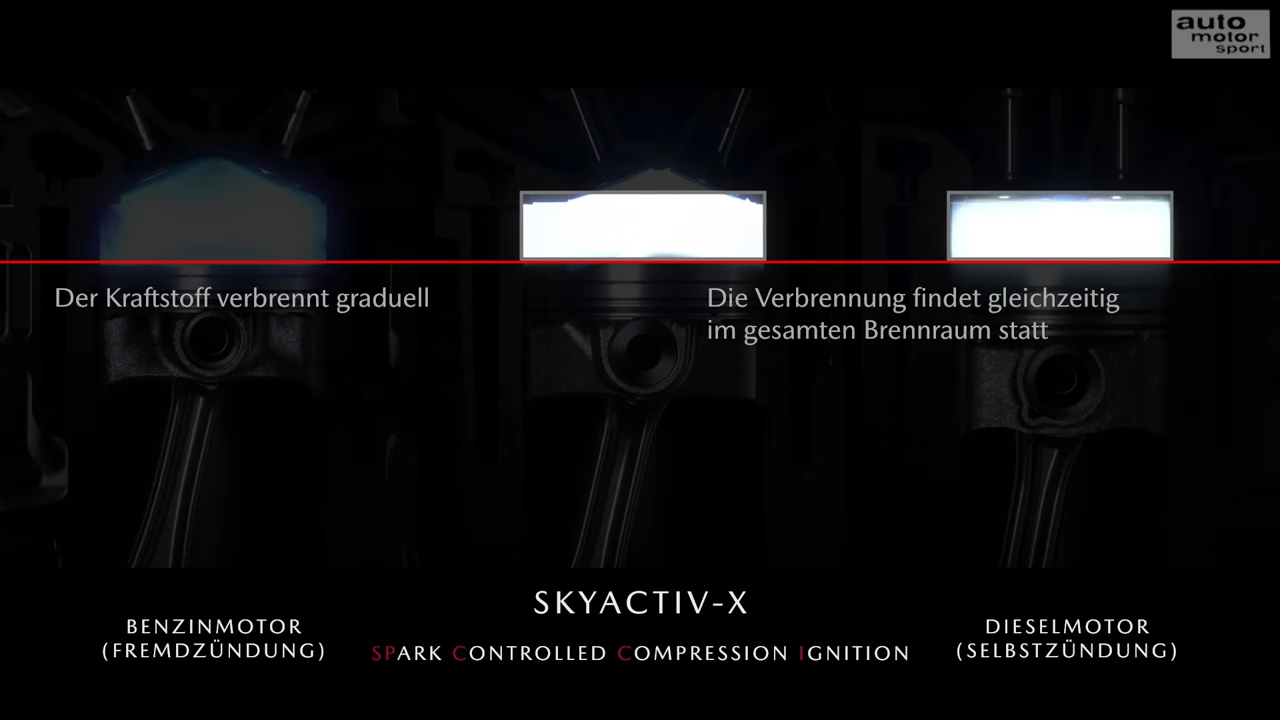 auto
motor
sport
Der Kraftstoff verbrennt graduell
Die Verbrennung findet gleichzeitig
im gesamten Brennraum statt
SKYACTIV-X
BENZINMOTOR
(FREMDZÜNDUNG)
SPARK CONTROLLED COMPRESSION IGNITION
DIESELMOTOR
(SELBSTZÜNDUNG)